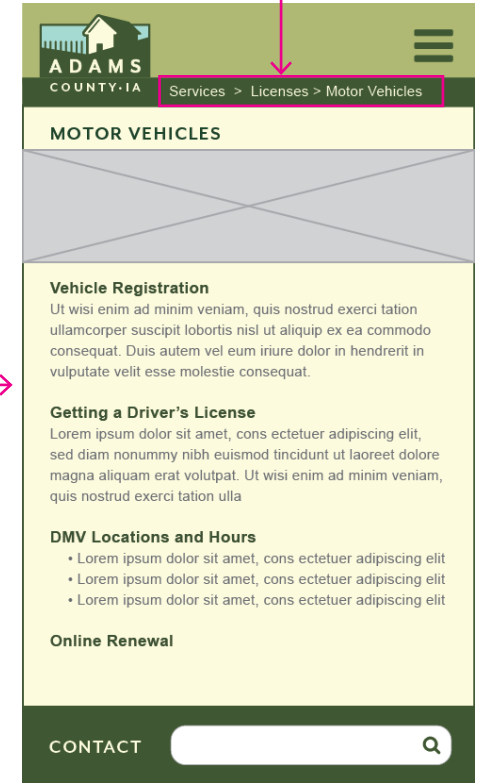 ADAMS
COUNTY·IA
Services > Licenses > Motor Vehicles
MOTOR VEHICLES
Vehicle Registration
Ut wisi enim ad minim veniam, quis nostrud exerci tation
ullamcorper suscipit lobortis nisl ut aliquip ex ea commodo
consequat. Duis autem vel eum iriure dolor in hendrerit in
vulputate velit esse molestie consequat.
Getting a Driver’s License
Lorem ipsum dolor sit amet, cons ectetuer adipiscing elit,
sed diam nonummy nibh euismod tincidunt ut laoreet dolore
magna aliquam erat volutpat. Ut wisi enim ad minim veniam,
quis nostrud exerci tation ulla
DMV Locations and Hours
• Lorem ipsum dolor sit amet, cons ectetuer adipiscing elit
• Lorem ipsum dolor sit amet, cons ectetuer adipiscing elit
• Lorem ipsum dolor sit amet, cons ectetuer adipiscing elit
Online Renewal
CONTACT